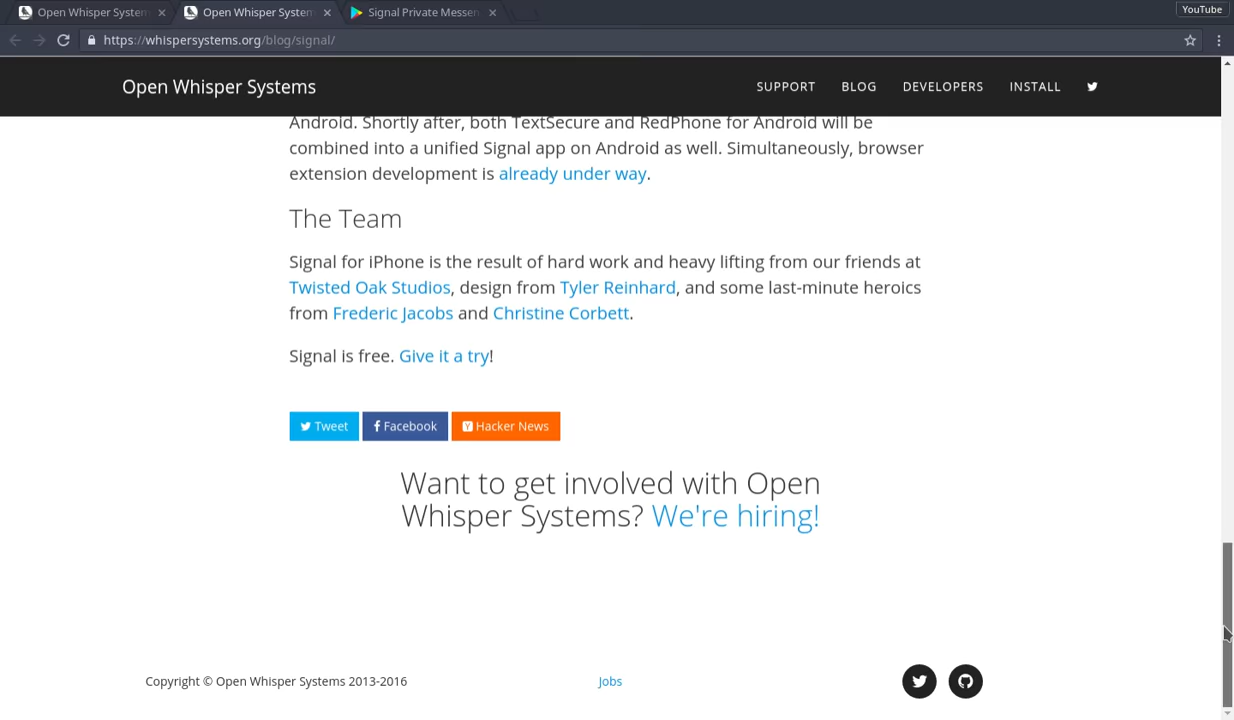 Open Whisper System
Open Whisper System
Signal Private Messen
YouTube
https://whispersystems.org/blog/signal/
Open Whisper Systems
SUPPORT
BLOG
DEVELOPERS
INSTALL
Android. Shortly after, both TextSecure and RedPhone for Android will be
combined into a unified Signal app on Android as well. Simultaneously, browser
extension development is already under way.
The Team
Signal for iPhone is the result of hard work and heavy lifting from our friends at
Twisted Oak Studios, design from Tyler Reinhard, and some last-minute heroics
from Frederic Jacobs and Christine Corbett.
Signal is free. Give it a try!
Tweet
Facebook
Hacker News
Want to get involved with Open
Whisper Systems? We're hiring!
Copyright © Open Whisper Systems 2013-2016
Jobs